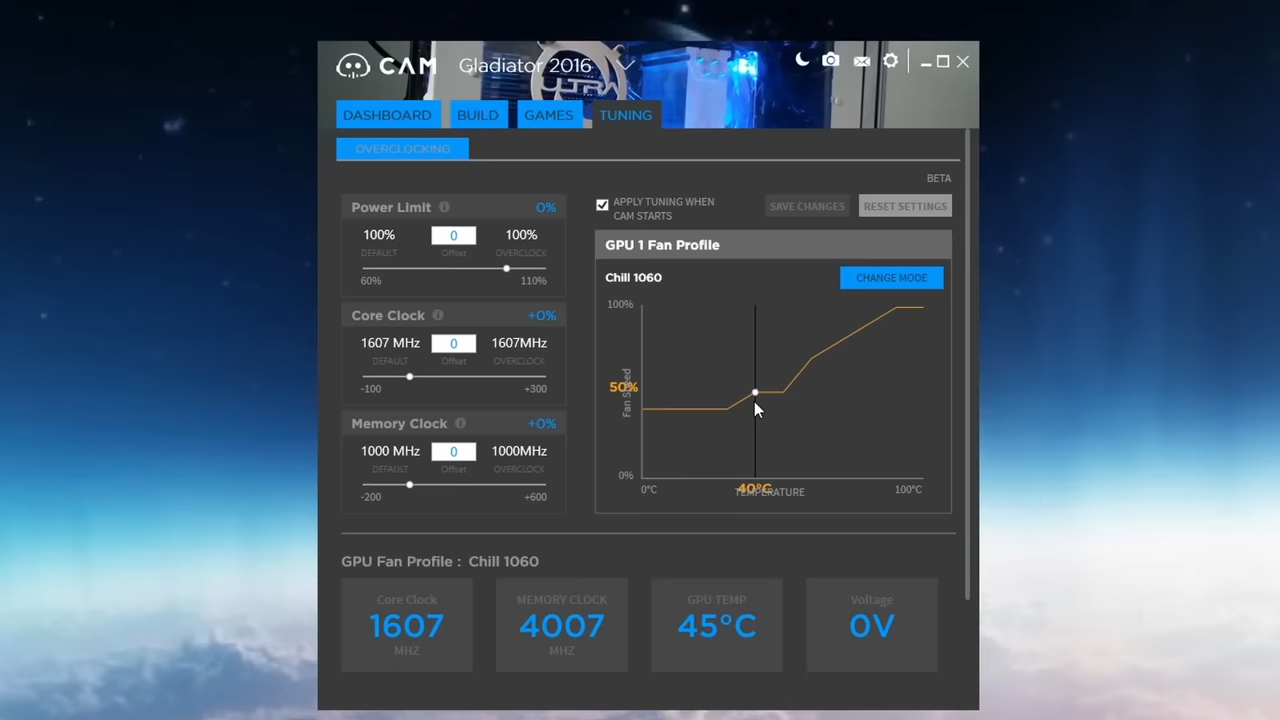 CAM Gladiator 2016
ULTRA
DASHBOARD BUILD GAMES TUNING
OVERCLOCKING
BETA
Power Limit 0%
100% 0 100%
DEFAULT Offset OVERCLOCK
60% 110%
Core Clock +0%
1607 MHz 0 1607MHz
DEFAULT Offset OVERCLOCK
-100 +300
Memory Clock +0%
1000 MHz 0 1000MHz
DEFAULT Offset OVERCLOCK
-200 +600
APPLY TUNING WHEN
CAM STARTS
SAVE CHANGES RESET SETTINGS
GPU 1 Fan Profile
Chill 1060 CHANGE MODE
100%
50%
Fan Speed
0%
0°C 40°C 100°C
TEMPERATURE
GPU Fan Profile : Chill 1060
Core Clock
1607
MHZ
MEMORY CLOCK
4007
MHZ
GPU TEMP
45°C
Voltage
0V